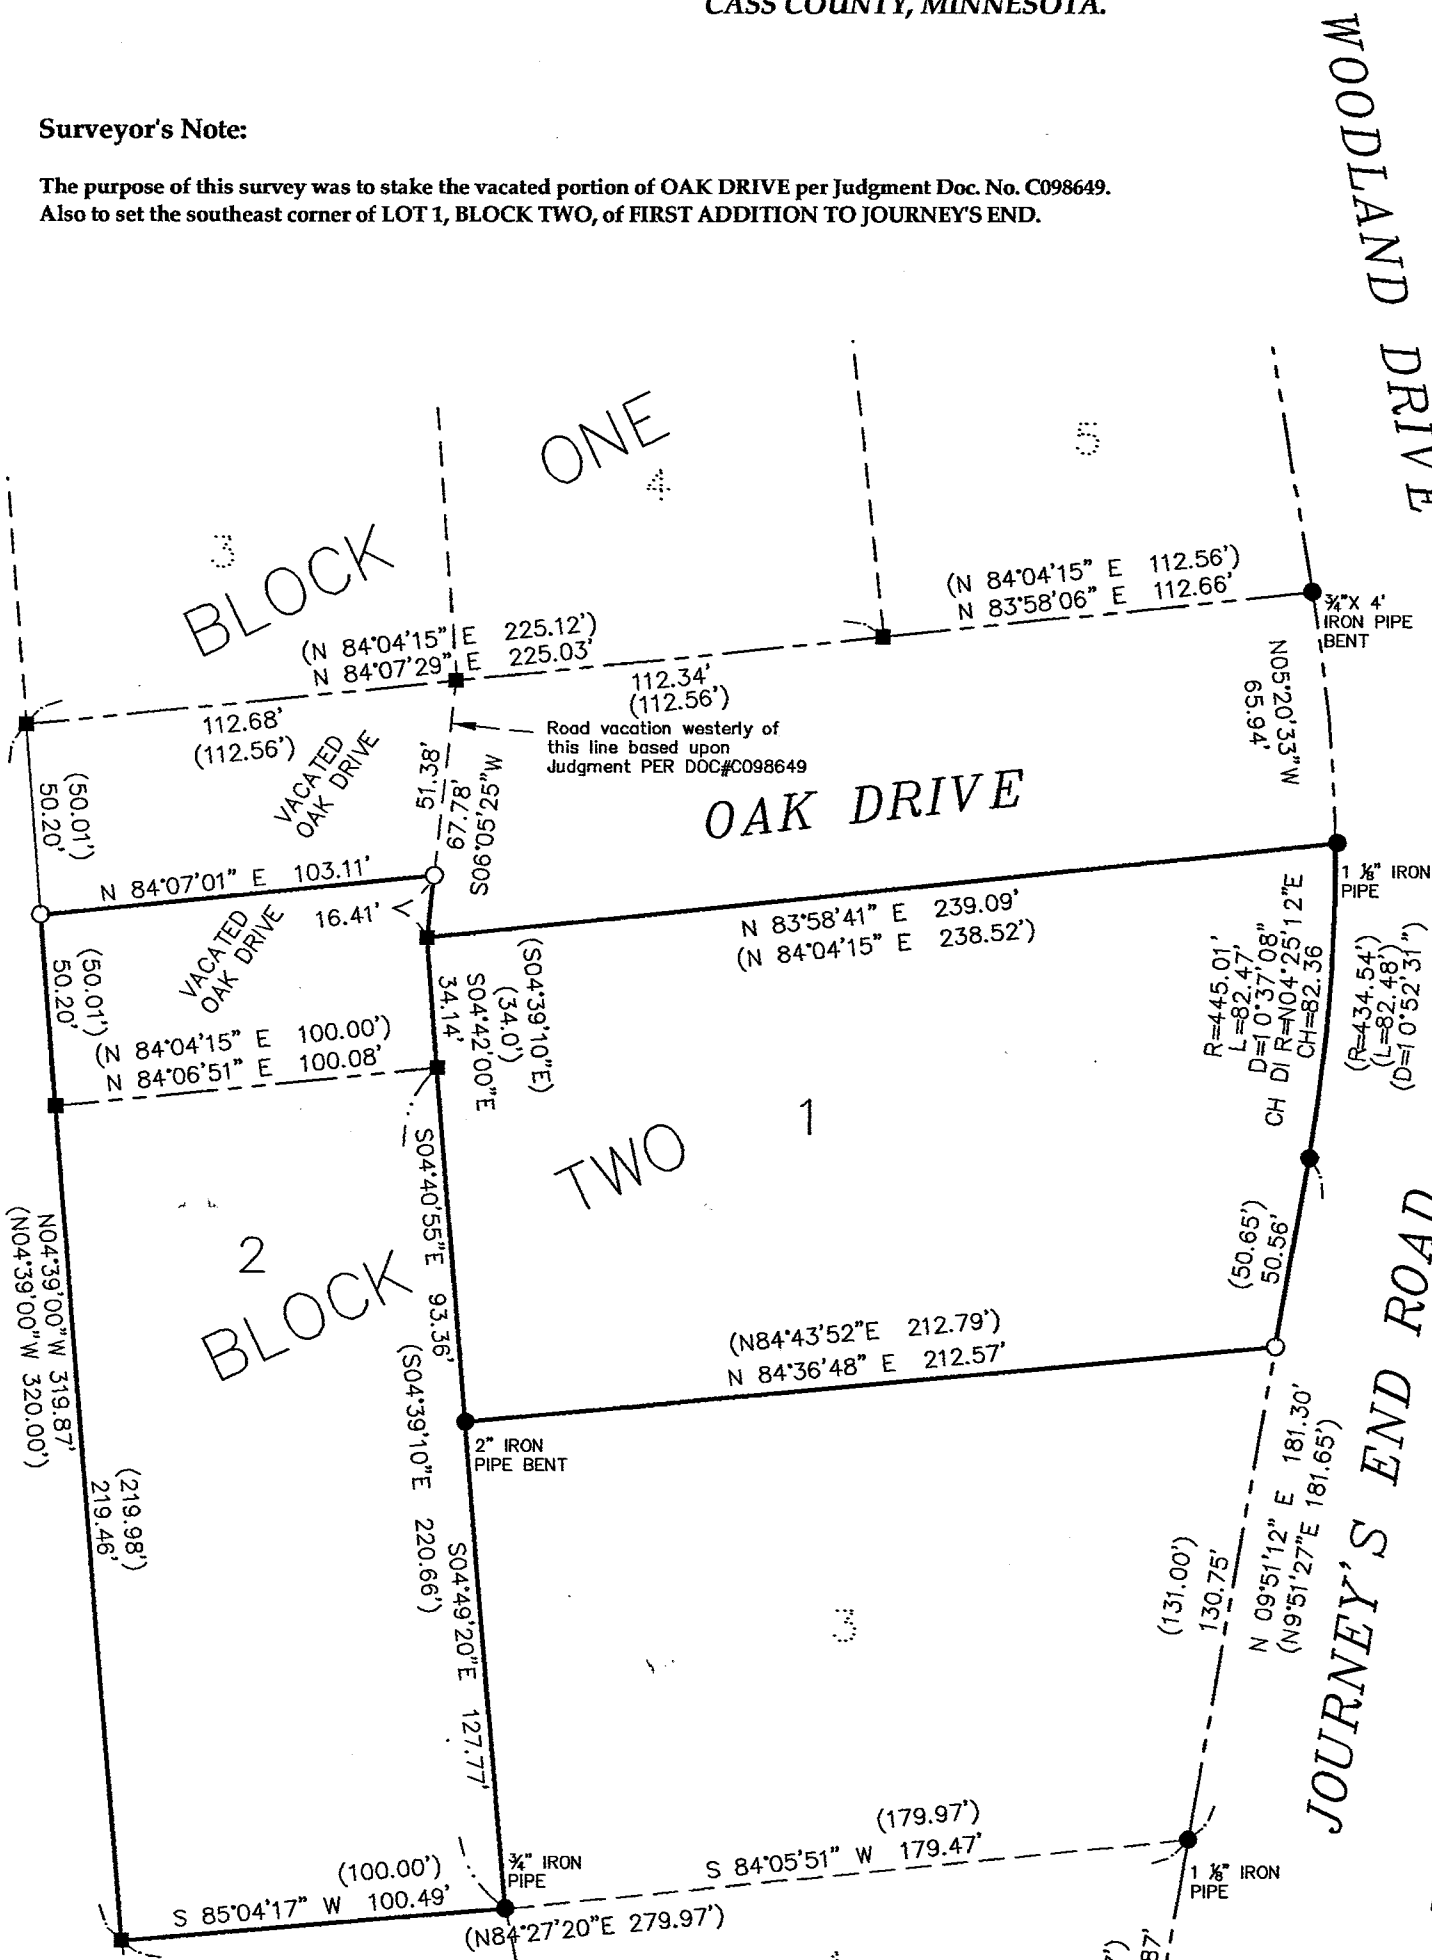 CASS COUNTY, MINNESOTA.
Surveyor's Note:
The purpose of this survey was to stake the vacated portion of OAK DRIVE per Judgment Doc. No. C098649.
Also to set the southeast corner of LOT 1, BLOCK TWO, of FIRST ADDITION TO JOURNEY'S END.
WOODLAND DRIVE
BLOCK ONE
3
4
5
(N 84°04'15" E 112.56')
N 83°58'06" E 112.66'
¾"X 4'
IRON PIPE
BENT
(N 84°04'15" E 225.12')
N 84°07'29" E 225.03'
112.68'
(112.56')
112.34'
(112.56')
Road vacation westerly of
this line based upon
Judgment PER DOC#C098649
N05°20'33"W
65.94'
VACATED
OAK DRIVE
(50.01')
50.20'
51.38'
67.78'
S06°05'25"W
OAK DRIVE
N 84°07'01" E 103.11'
16.41'
1 ⅛" IRON
PIPE
N 83°58'41" E 239.09'
(N 84°04'15" E 238.52')
VACATED
OAK DRIVE
(50.01')
50.20'
(S04°39'10"E)
(34.0')
S04°42'00"E
34.14'
(N 84°04'15" E 100.00')
N 84°06'51" E 100.08'
R=445.01'
L=82.47'
D=10°37'08"
CH DI R=N04°25'12"E
CH=82.36
(R=434.54')
(L=82.48')
(D=10°52'31")
BLOCK TWO
1
2
S04°40'55"E 93.36'
(S04°39'10"E 220.66')
N04°39'00"W 319.87'
(N04°39'00"W 320.00')
(50.65')
50.56'
(N84°43'52"E 212.79')
N 84°36'48" E 212.57'
2" IRON
PIPE BENT
(219.98')
219.46'
S04°49'20"E 127.77'
3
(131.00')
130.75'
N 09°51'12" E 181.30'
(N9°51'27"E 181.65')
JOURNEY'S END ROAD
(100.00')
S 85°04'17" W 100.49'
¾" IRON
PIPE
(179.97')
S 84°05'51" W 179.47'
(N84°27'20"E 279.97')
1 ⅛" IRON
PIPE
87'